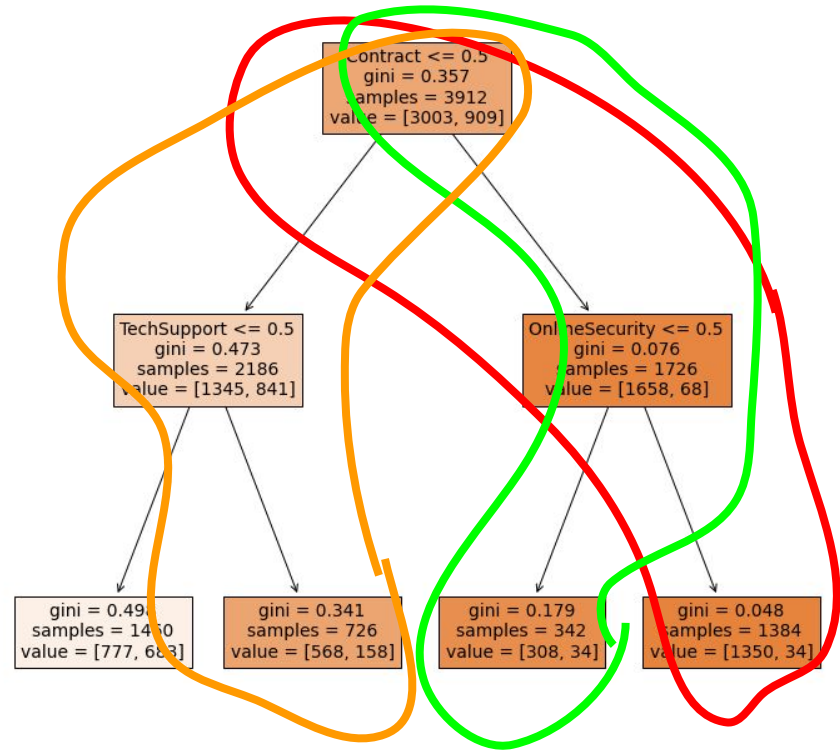 Contract <= 0.5
gini = 0.357
samples = 3912
value = [3003, 909]
TechSupport <= 0.5
gini = 0.473
samples = 2186
value = [1345, 841]
OnlineSecurity <= 0.5
gini = 0.076
samples = 1726
value = [1658, 68]
gini = 0.498
samples = 1460
value = [777, 683]
gini = 0.341
samples = 726
value = [568, 158]
gini = 0.179
samples = 342
value = [308, 34]
gini = 0.048
samples = 1384
value = [1350, 34]